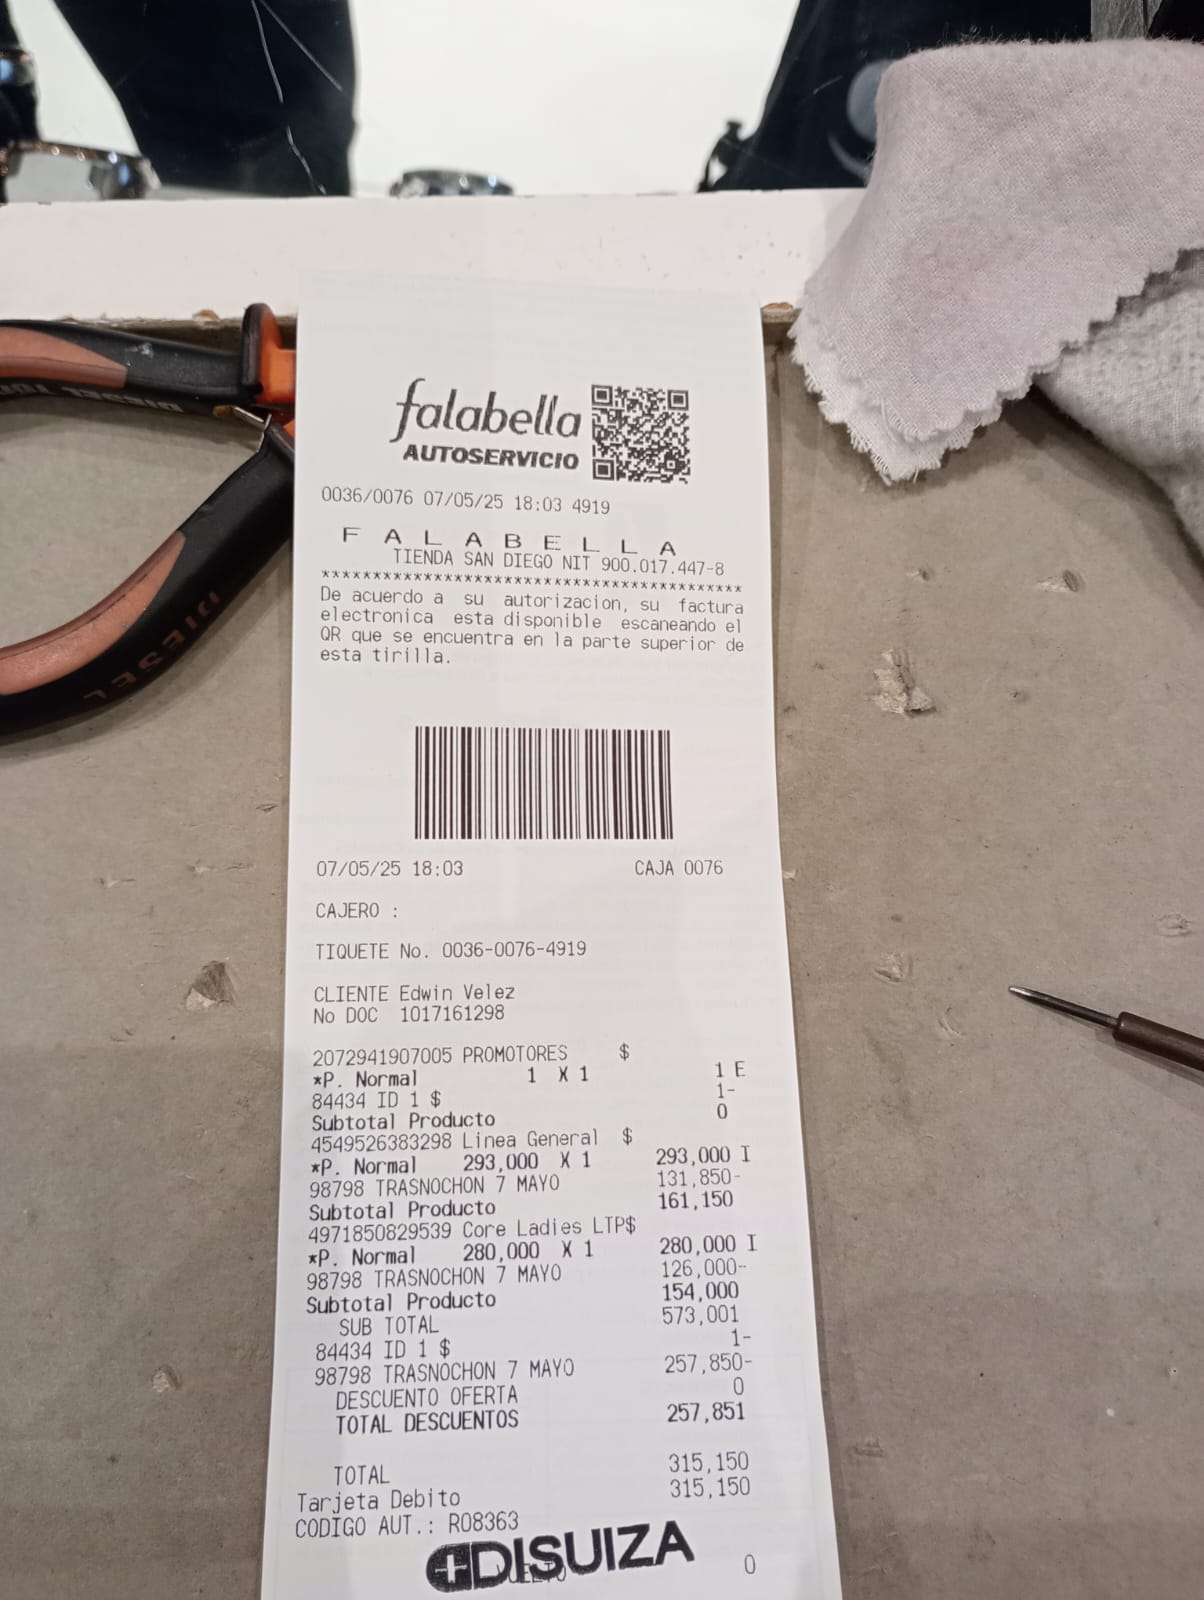 falabella
AUTOSERVICIO
0036/0076 07/05/25 18:03 4919
F A L A B E L L A
TIENDA SAN DIEGO NIT 900.017.447-8
*****************************************
De acuerdo a su autorizacion, su factura
electronica esta disponible escaneando el
QR que se encuentra en la parte superior de
esta tirilla.
07/05/25 18:03 CAJA 0076
CAJERO :
TIQUETE No. 0036-0076-4919
CLIENTE Edwin Velez
No DOC 1017161298
2072941907005 PROMOTORES $
*P. Normal 1 X 1 1 E
84434 ID 1 $ 1-
Subtotal Producto 0
4549526383298 Linea General $
*P. Normal 293,000 X 1 293,000 I
98798 TRASNOCHON 7 MAYO 131,850-
Subtotal Producto 161,150
4971850829539 Core Ladies LTP$
*P. Normal 280,000 X 1 280,000 I
98798 TRASNOCHON 7 MAYO 126,000-
Subtotal Producto 154,000
SUB TOTAL 573,001
84434 ID 1 $ 1-
98798 TRASNOCHON 7 MAYO 257,850-
DESCUENTO OFERTA 0
TOTAL DESCUENTOS 257,851
TOTAL 315,150
Tarjeta Debito 315,150
CODIGO AUT.: R08363
DISUIZA
VUELTO 0
DIESEL
DIESEL